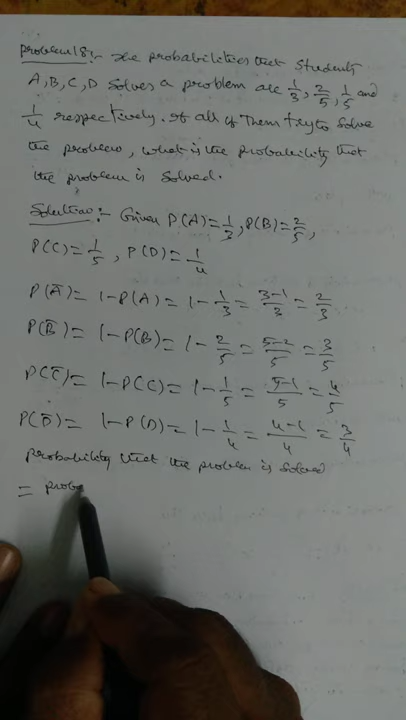 Problem 18:- The probabilities that Students
A, B, C, D Solves a problem are 1/3, 2/5, 1/5 and
1/4 respectively. If all of them try to Solve
the problem, what is the probability that
the problem is Solved.
Solution:- Given P(A)=1/3, P(B)=2/5,
P(C)=1/5, P(D)=1/4
P(A̅)= 1-P(A)= 1-1/3 = (3-1)/3 = 2/3
P(B̅)= 1-P(B)= 1-2/5 = (5-2)/5 = 3/5
P(C̅)= 1-P(C)= 1-1/5 = (5-1)/5 = 4/5
P(D̅)= 1-P(D)= 1-1/4 = (4-1)/4 = 3/4
Probability that the problem is Solved
= prob